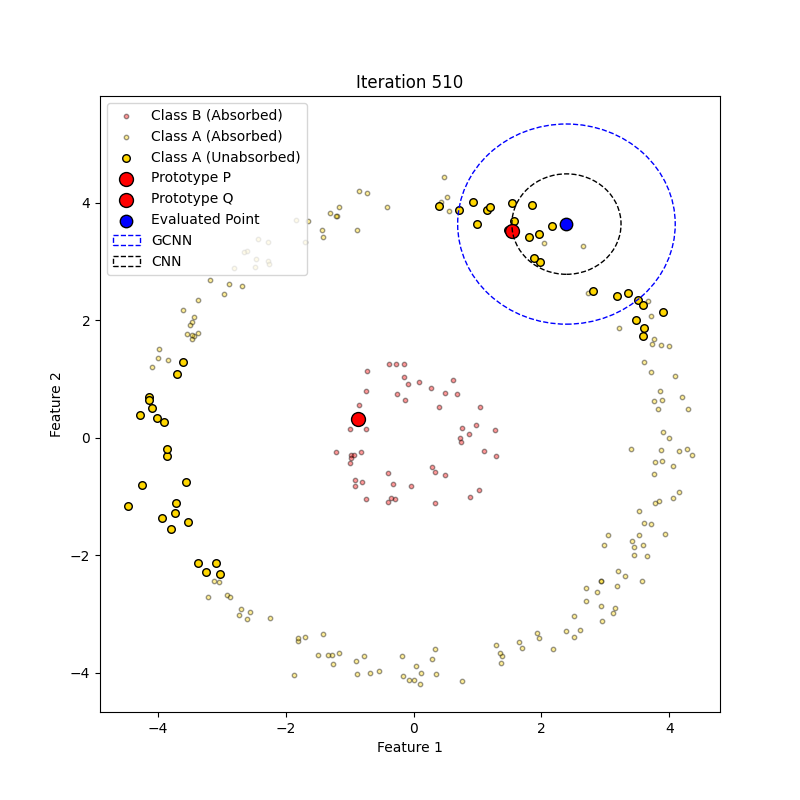 Iteration 510
Class B (Absorbed)
Class A (Absorbed)
Class A (Unabsorbed)
Prototype P
Prototype Q
Evaluated Point
GCNN
CNN
4
2
0
−2
−4
Feature 2
−4
−2
0
2
4
Feature 1